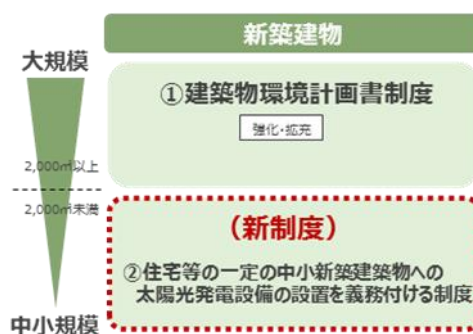 新築建物
大規模
①建築物環境計画書制度
強化・拡充
2,000㎡以上
2,000㎡未満
（新制度）
②住宅等の一定の中小新築建築物への
太陽光発電設備の設置を義務付ける制度
中小規模